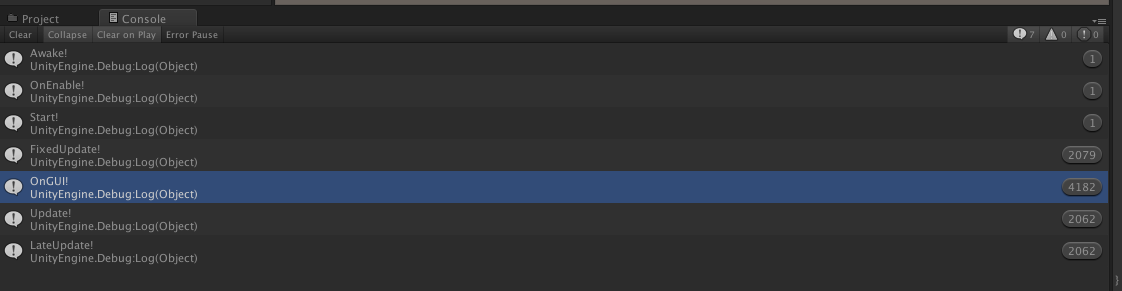 Project Console
Clear Collapse Clear on Play Error Pause 7 0 0
Awake!
UnityEngine.Debug:Log(Object) 1
OnEnable!
UnityEngine.Debug:Log(Object) 1
Start!
UnityEngine.Debug:Log(Object) 1
FixedUpdate!
UnityEngine.Debug:Log(Object) 2079
OnGUI!
UnityEngine.Debug:Log(Object) 4182
Update!
UnityEngine.Debug:Log(Object) 2062
LateUpdate!
UnityEngine.Debug:Log(Object) 2062
}